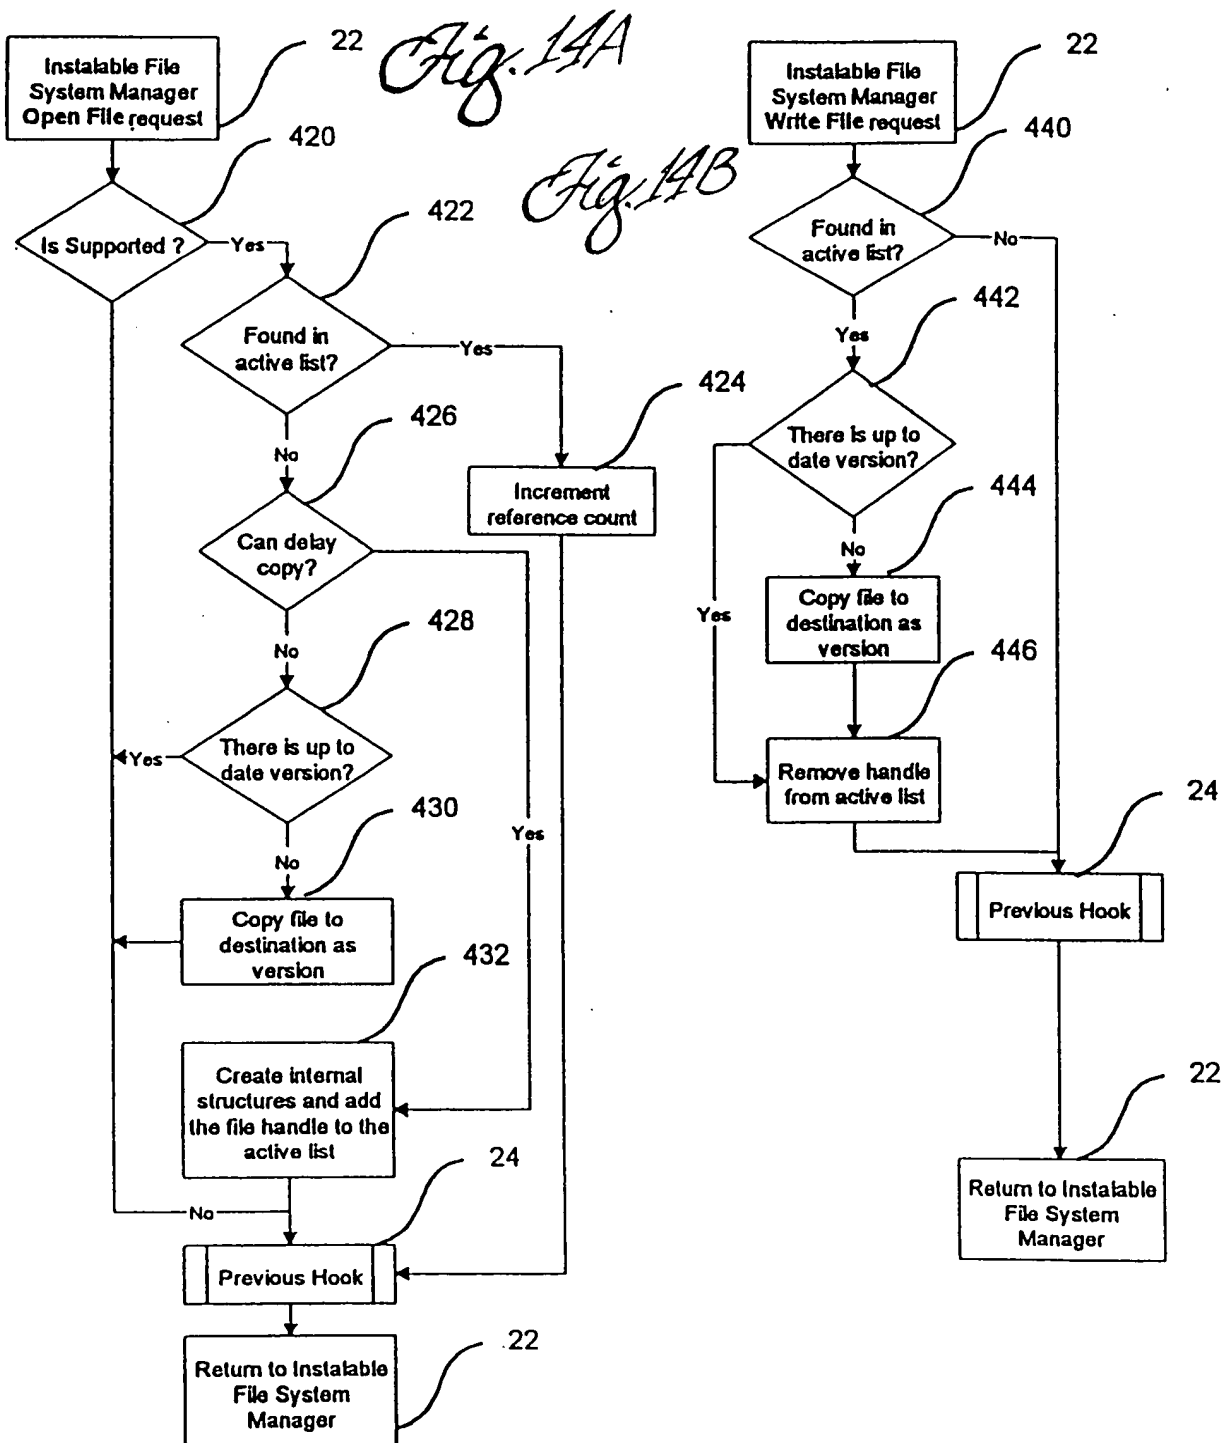 Fig. 14A
Instalable File
System Manager
Open File request
22
420
Is Supported ?
Yes
422
Found in
active list?
Yes
424
Increment
reference count
No
426
Can delay
copy?
Yes
No
428
There is up to
date version?
Yes
No
430
Copy file to
destination as
version
432
Create internal
structures and add
the file handle to the
active list
No
24
Previous Hook
22
Return to Instalable
File System
Manager
Fig. 14B
Instalable File
System Manager
Write File request
22
440
Found in
active list?
No
Yes
442
There is up to
date version?
Yes
No
444
Copy file to
destination as
version
446
Remove handle
from active list
24
Previous Hook
22
Return to Instalable
File System
Manager